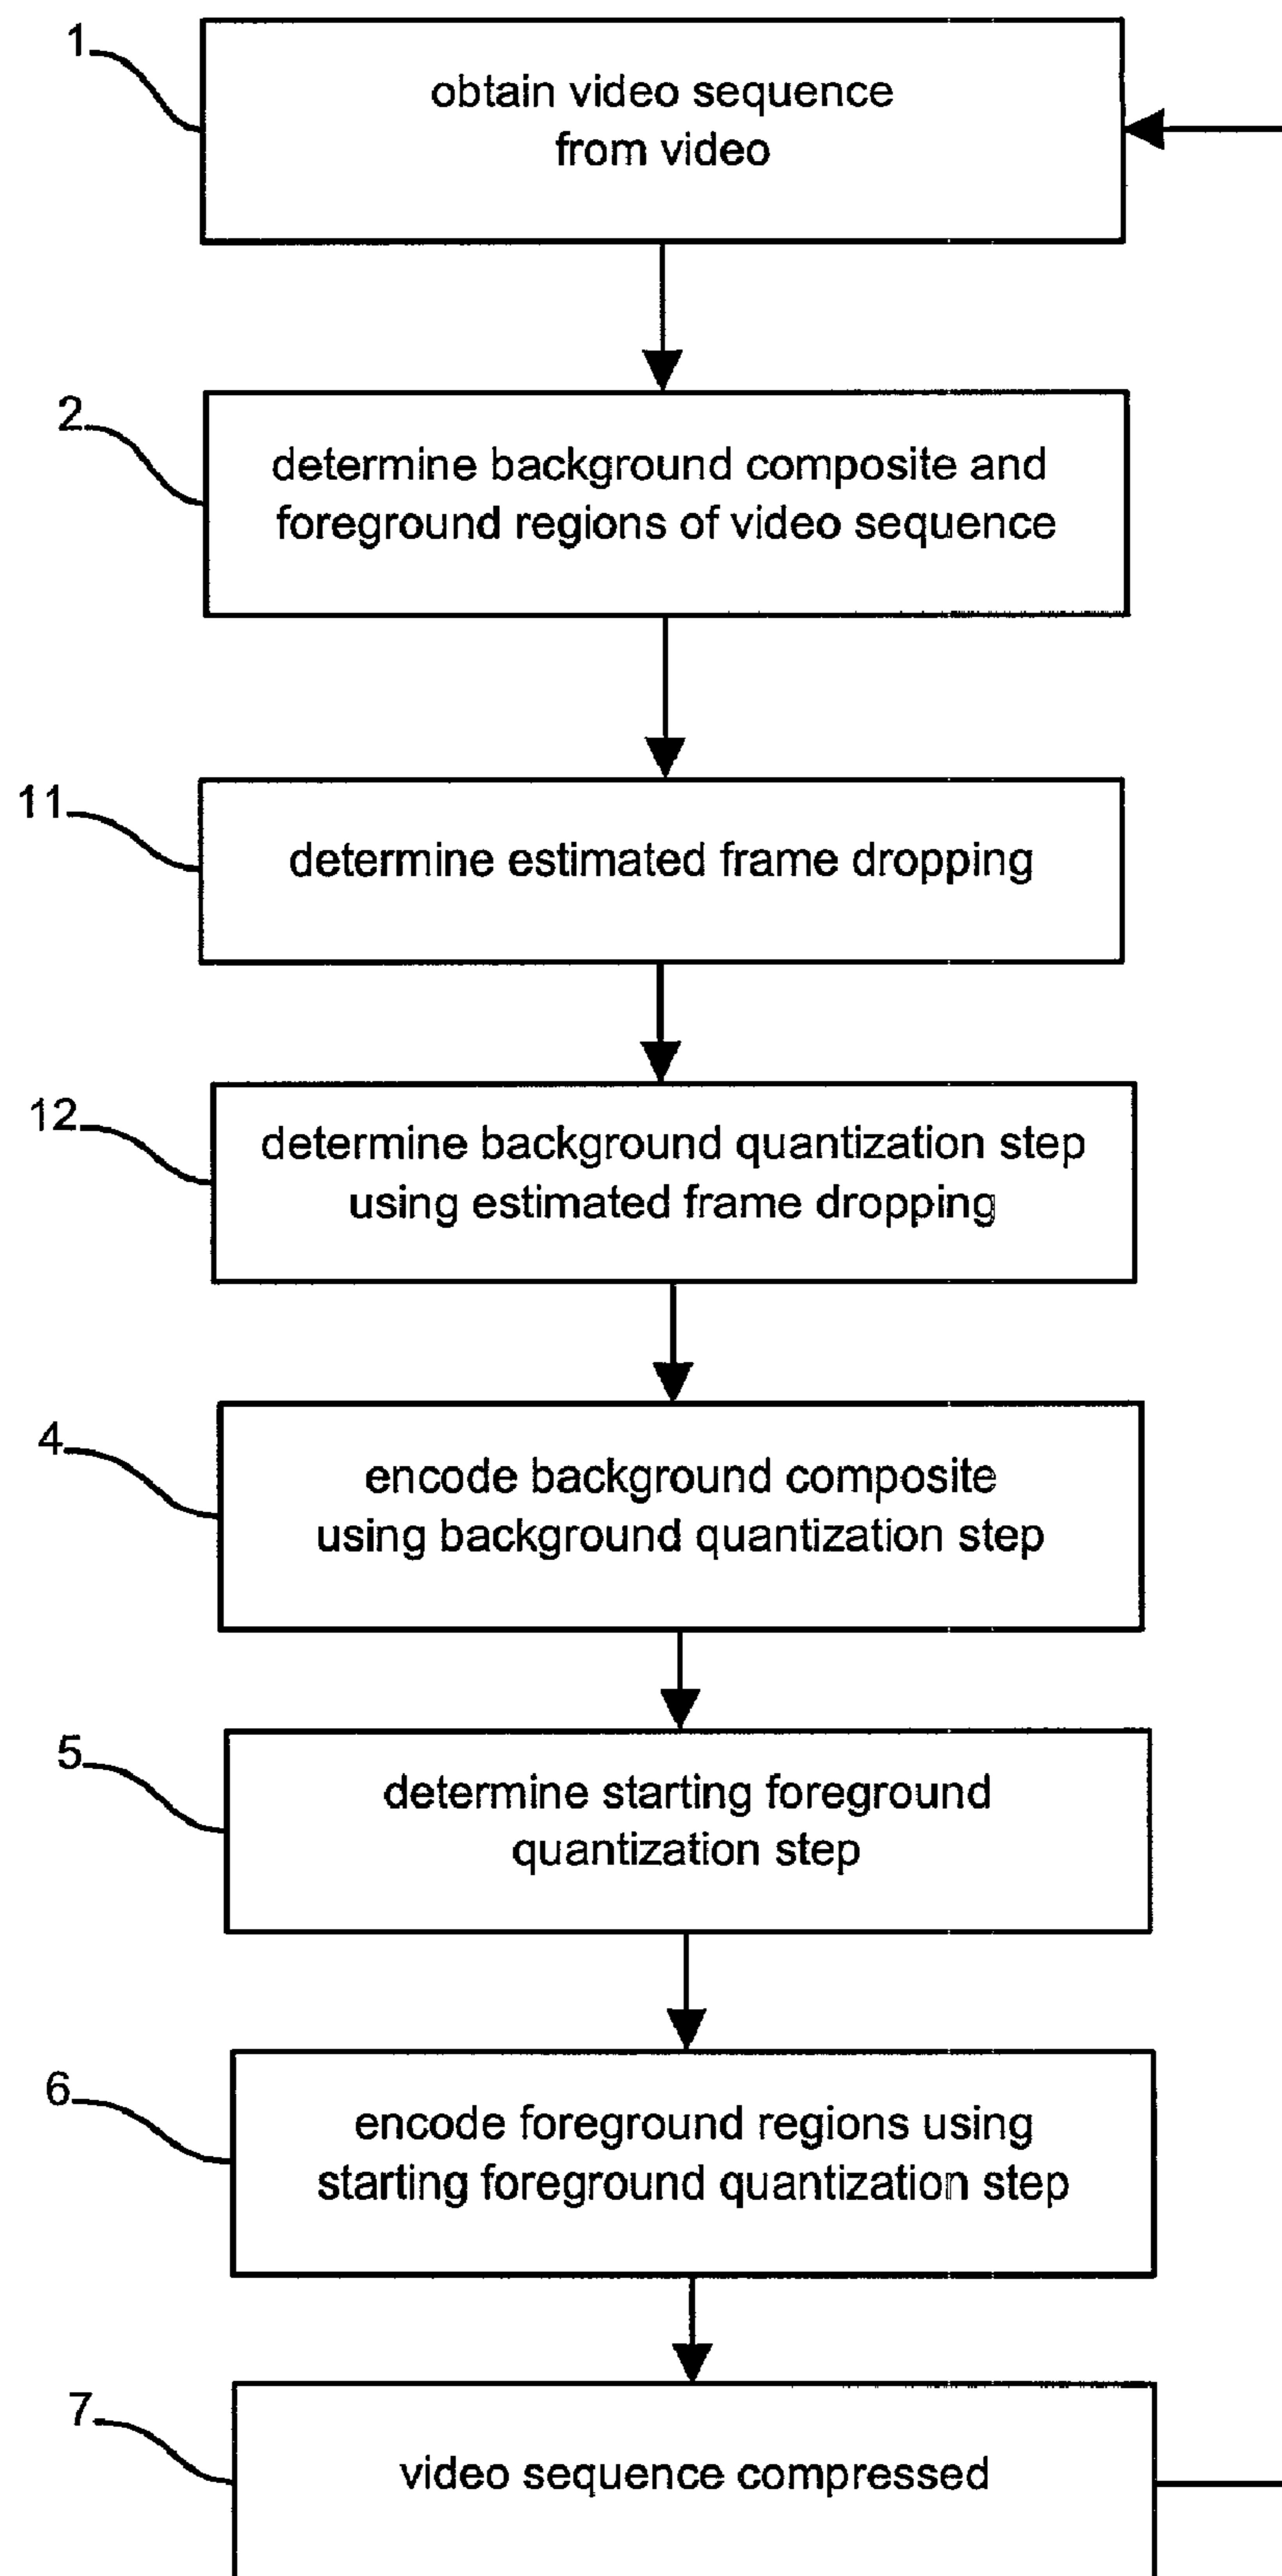 1
obtain video sequence
from video
2
determine background composite and
foreground regions of video sequence
11
determine estimated frame dropping
12
determine background quantization step
using estimated frame dropping
4
encode background composite
using background quantization step
5
determine starting foreground
quantization step
6
encode foreground regions using
starting foreground quantization step
7
video sequence compressed